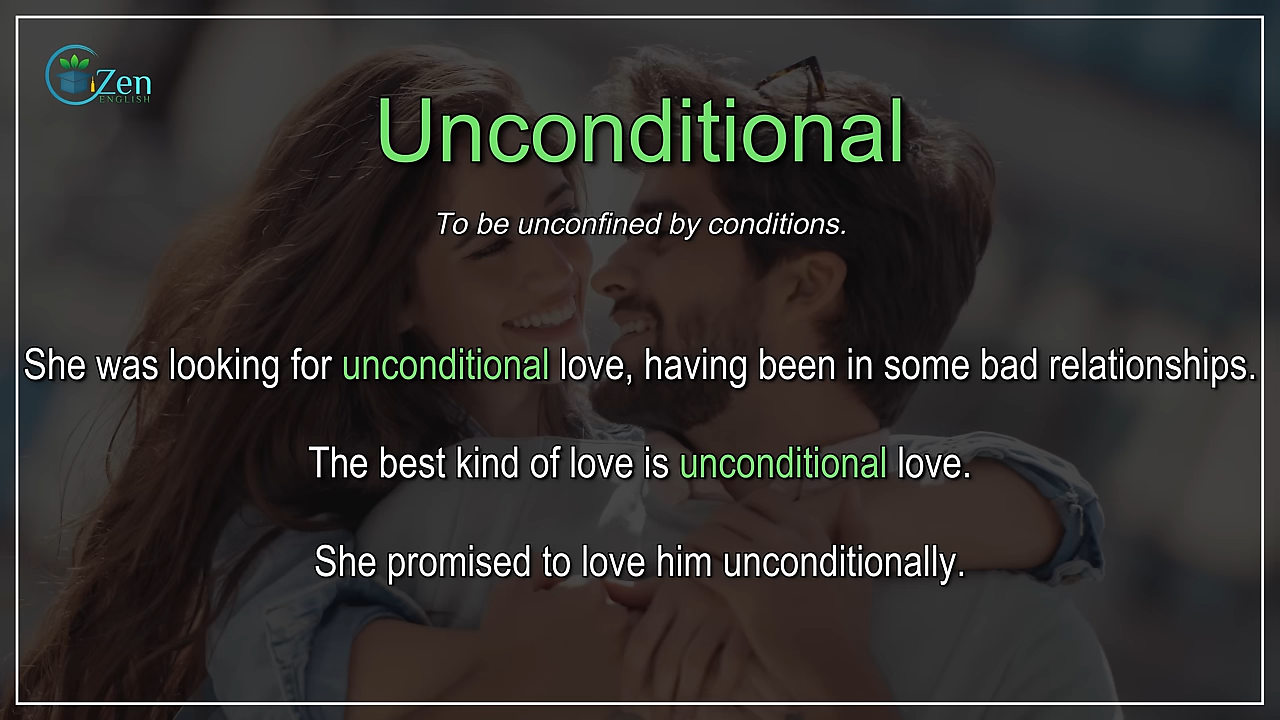 Zen
ENGLISH
Unconditional
To be unconfined by conditions.
She was looking for unconditional love, having been in some bad relationships.
The best kind of love is unconditional love.
She promised to love him unconditionally.